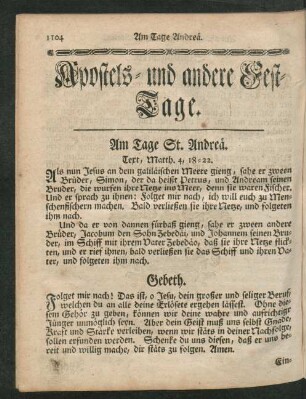 1104 Am Tage Andreä.
Apostels- und andere Fest-
Tage.
Am Tage St. Andreä.
Text, Matth. 4, 18-22.
Als nun Jesus an dem galiläischen Meere gieng, sahe er zween
Brüder, Simon, der da heißt Petrus, und Andream seinen
Bruder, die wurfen ihre Netze ins Meer, denn sie waren Fischer.
Und er sprach zu ihnen: Folget mir nach, ich will euch zu Men-
schenfischern machen. Bald verließen sie ihre Netze, und folgeten
ihm nach.
Und da er von dannen fürbaß gieng, sahe er zween andere
Brüder, Jacobum den Sohn Zebedäi, und Johannem seinen Bru-
der, im Schiff mit ihrem Vater Zebedäo, daß sie ihre Netze flick-
ten, und er rief ihnen, bald verließen sie das Schiff und ihren Va-
ter, und folgeten ihm nach.
Gebeth.
Folget mir nach! Das ist, o Jesu, dein großer und seliger Beruf,
welchen du an alle deine Erlösete ergehen lässest. Ohne die-
sem Gehör zu geben, können wir deine wahre und aufrichtige
Jünger unmöglich seyn. Aber dein Geist muß uns selbst Gnade,
Kraft und Stärke verleihen, wenn wir stäts in deiner Nachfolge
sollen erfunden werden. Schenke du uns diesen, daß er uns be-
reit und willig mache, dir stäts zu folgen. Amen.
Ein-